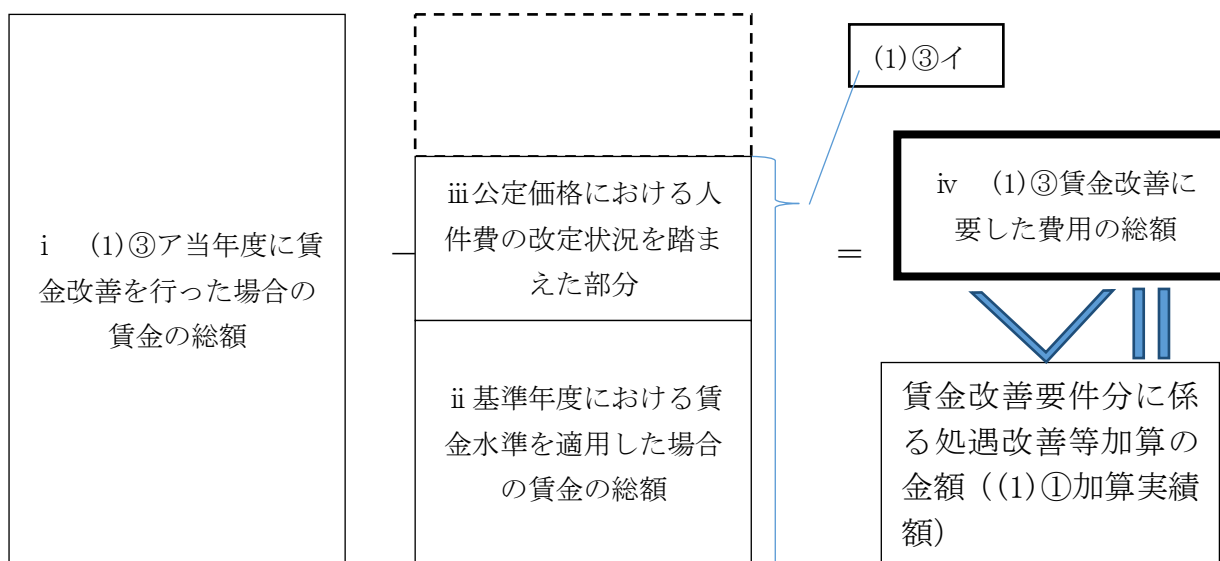 ⅰ　(1)③ア当年度に賃
金改善を行った場合の
賃金の総額
－
ⅲ公定価格における人
件費の改定状況を踏ま
えた部分
ⅱ基準年度における賃
金水準を適用した場合
の賃金の総額
(1)③イ
＝
ⅳ　(1)③賃金改善に
要した費用の総額
賃金改善要件分に係
る処遇改善等加算の
金額（(1)①加算実績
額）